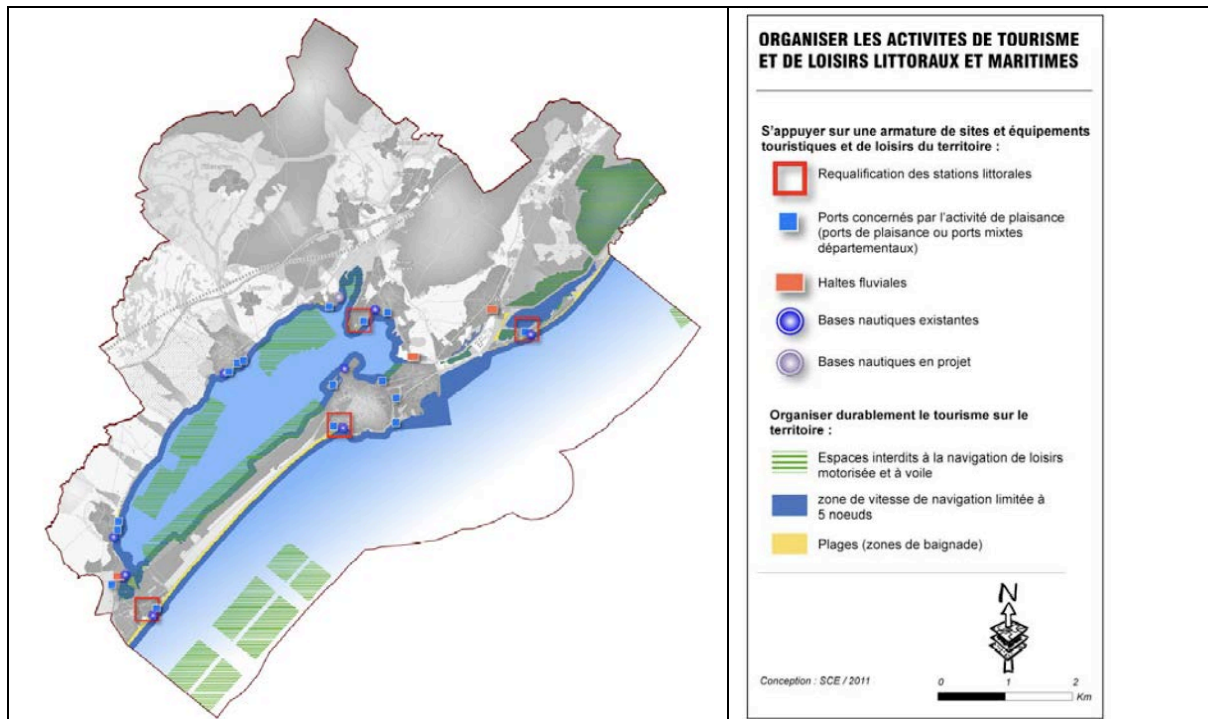 ORGANISER LES ACTIVITES DE TOURISME
ET DE LOISIRS LITTORAUX ET MARITIMES
S'appuyer sur une armature de sites et équipements
touristiques et de loisirs du territoire :
Requalification des stations littorales
Ports concernés par l'activité de plaisance
(ports de plaisance ou ports mixtes
départementaux)
Haltes fluviales
Bases nautiques existantes
Bases nautiques en projet
Organiser durablement le tourisme sur le
territoire :
Espaces interdits à la navigation de loisirs
motorisée et à voile
zone de vitesse de navigation limitée à
5 noeuds
Plages (zones de baignade)
N
Conception : SCE / 2011
0 1 2
Km